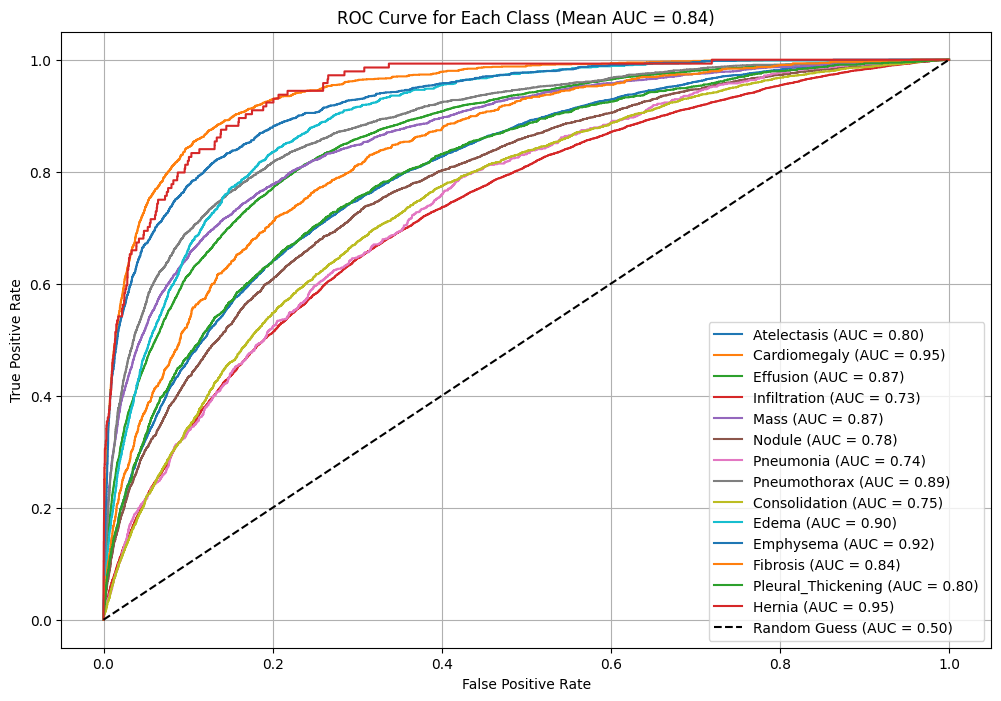 ROC Curve for Each Class (Mean AUC = 0.84)
True Positive Rate
1.0
0.8
0.6
0.4
0.2
0.0
Atelectasis (AUC = 0.80)
Cardiomegaly (AUC = 0.95)
Effusion (AUC = 0.87)
Infiltration (AUC = 0.73)
Mass (AUC = 0.87)
Nodule (AUC = 0.78)
Pneumonia (AUC = 0.74)
Pneumothorax (AUC = 0.89)
Consolidation (AUC = 0.75)
Edema (AUC = 0.90)
Emphysema (AUC = 0.92)
Fibrosis (AUC = 0.84)
Pleural_Thickening (AUC = 0.80)
Hernia (AUC = 0.95)
Random Guess (AUC = 0.50)
0.0 0.2 0.4 0.6 0.8 1.0
False Positive Rate